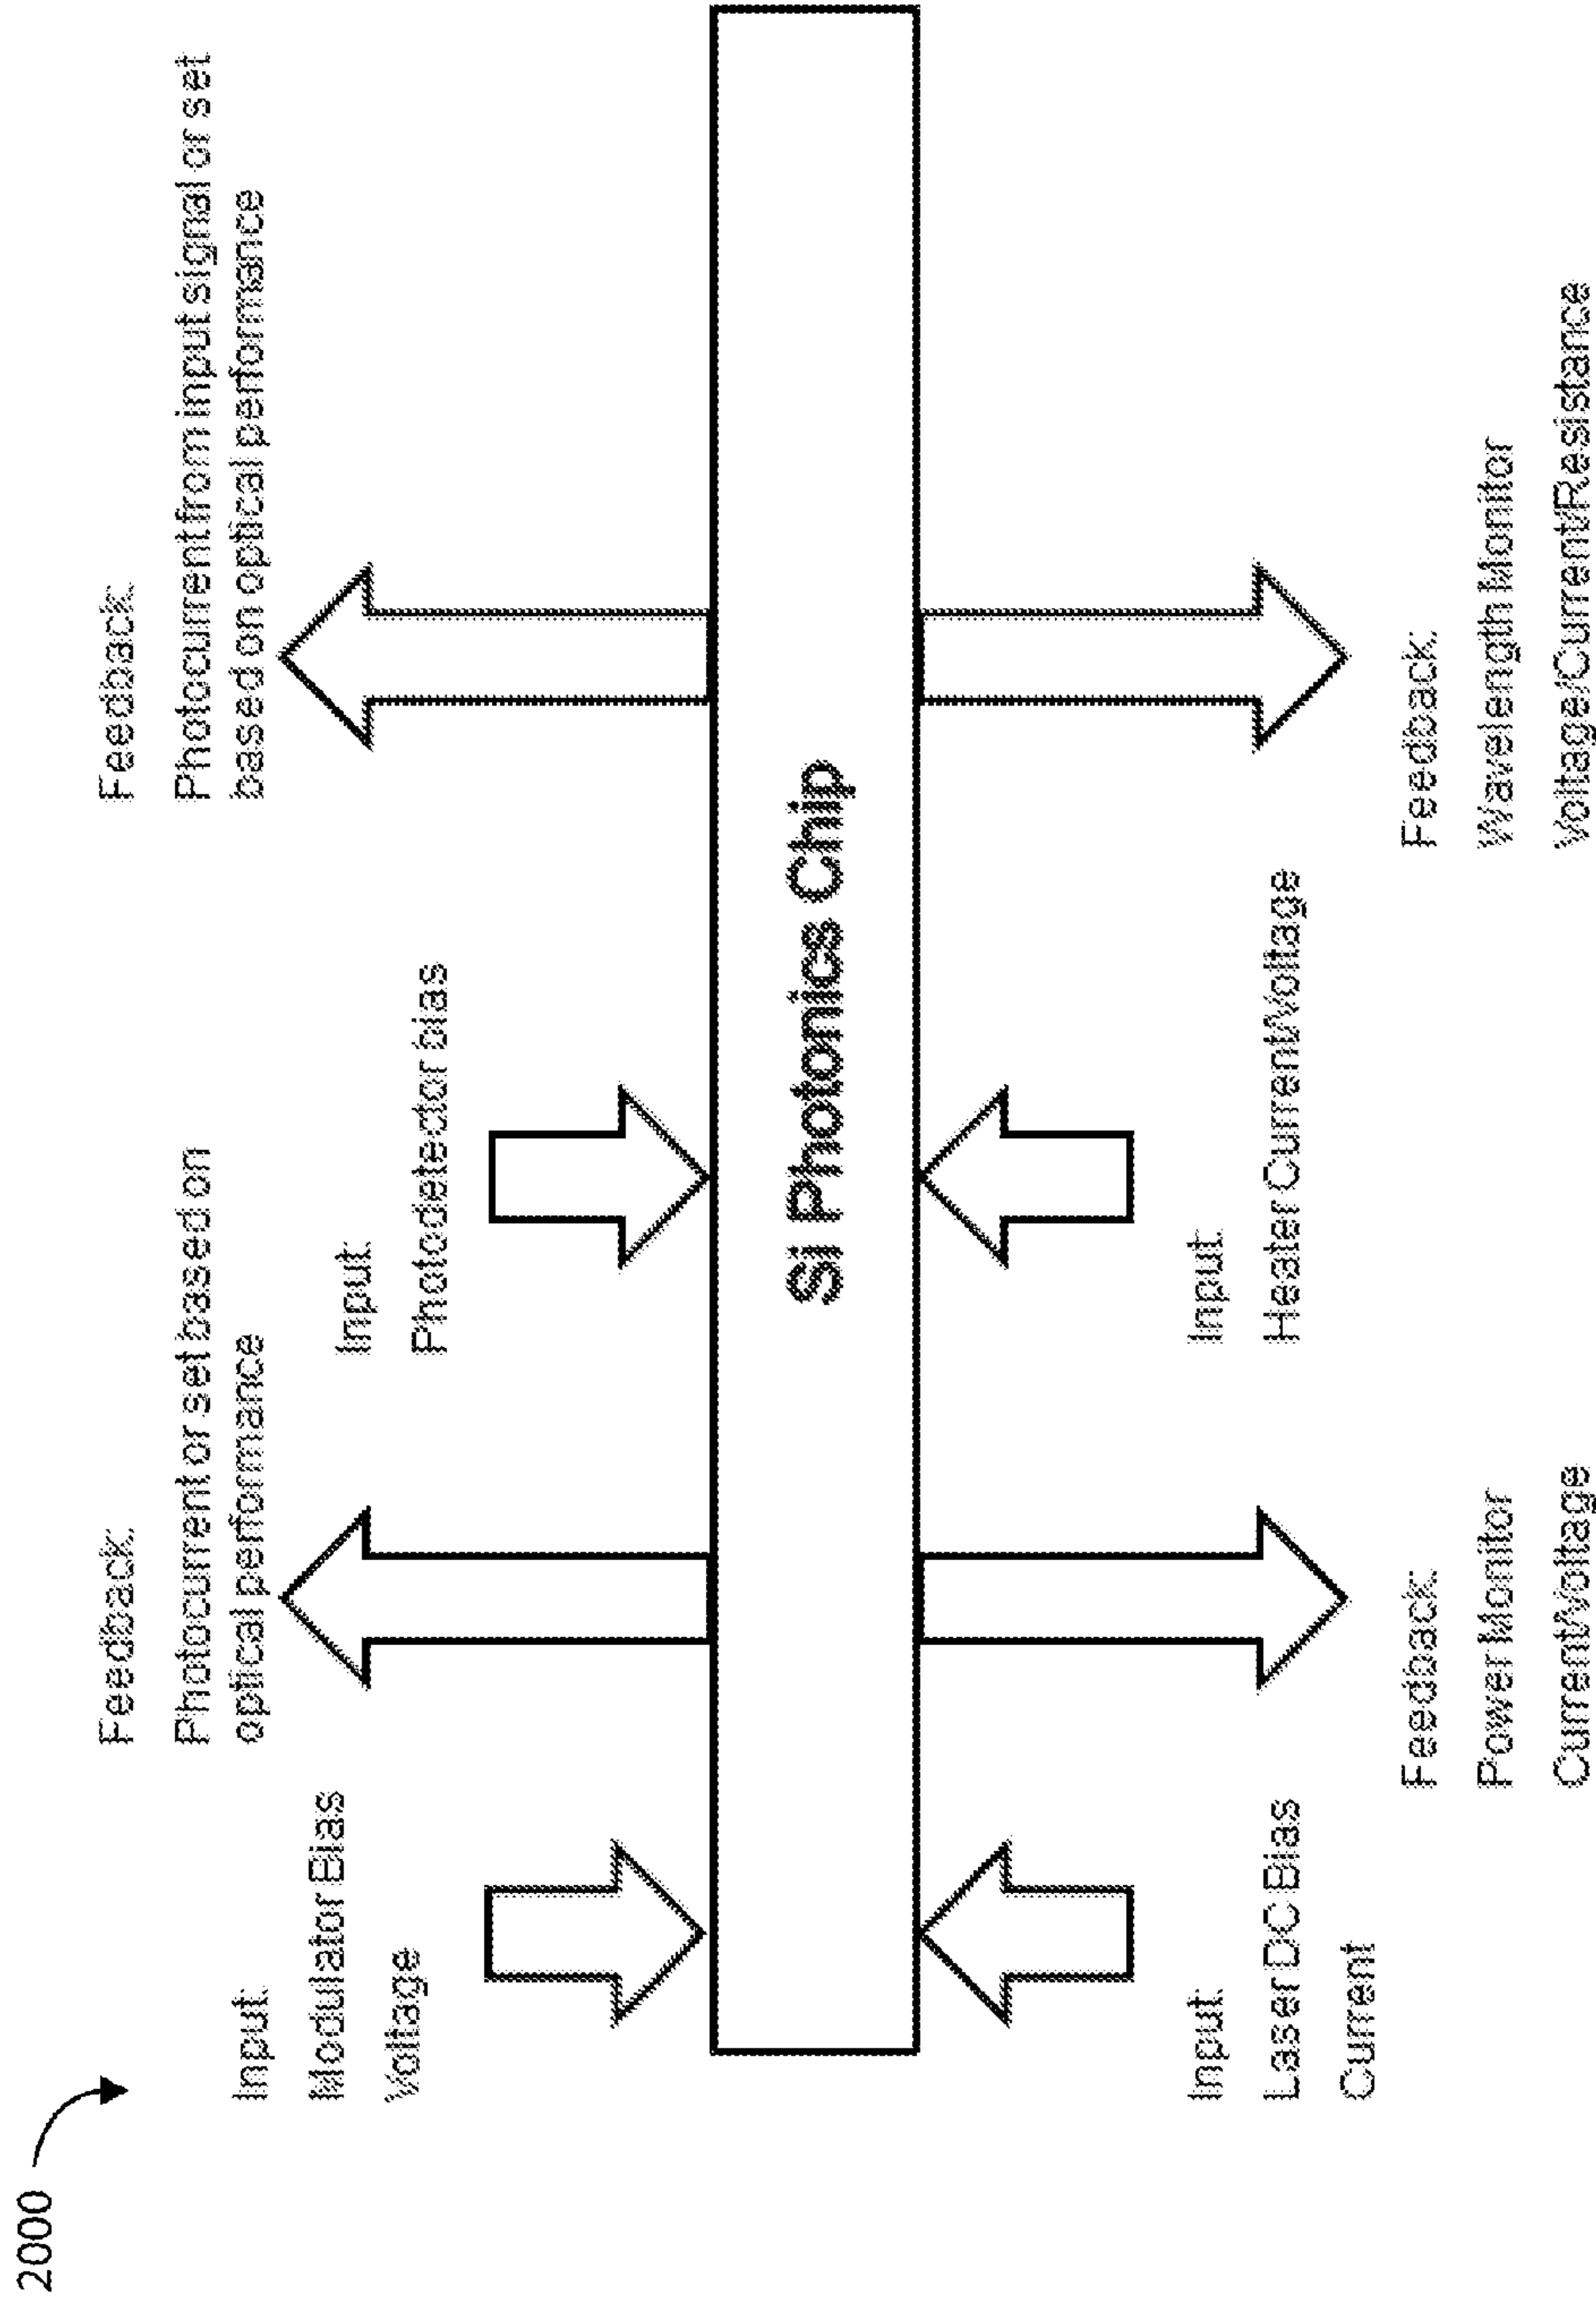 2000
Input:
Modulator Bias
Voltage
Feedback:
Photocurrent or set based on
optical performance
Input:
Photodetector bias
Feedback:
Photocurrent from input signal or set
based on optical performance
Si Photonics Chip
Input:
Laser DC Bias
Current
Feedback:
Power Monitor
Current/Voltage
Input:
Heater Current/Voltage
Feedback:
Wavelength Monitor
Voltage/Current/Resistance